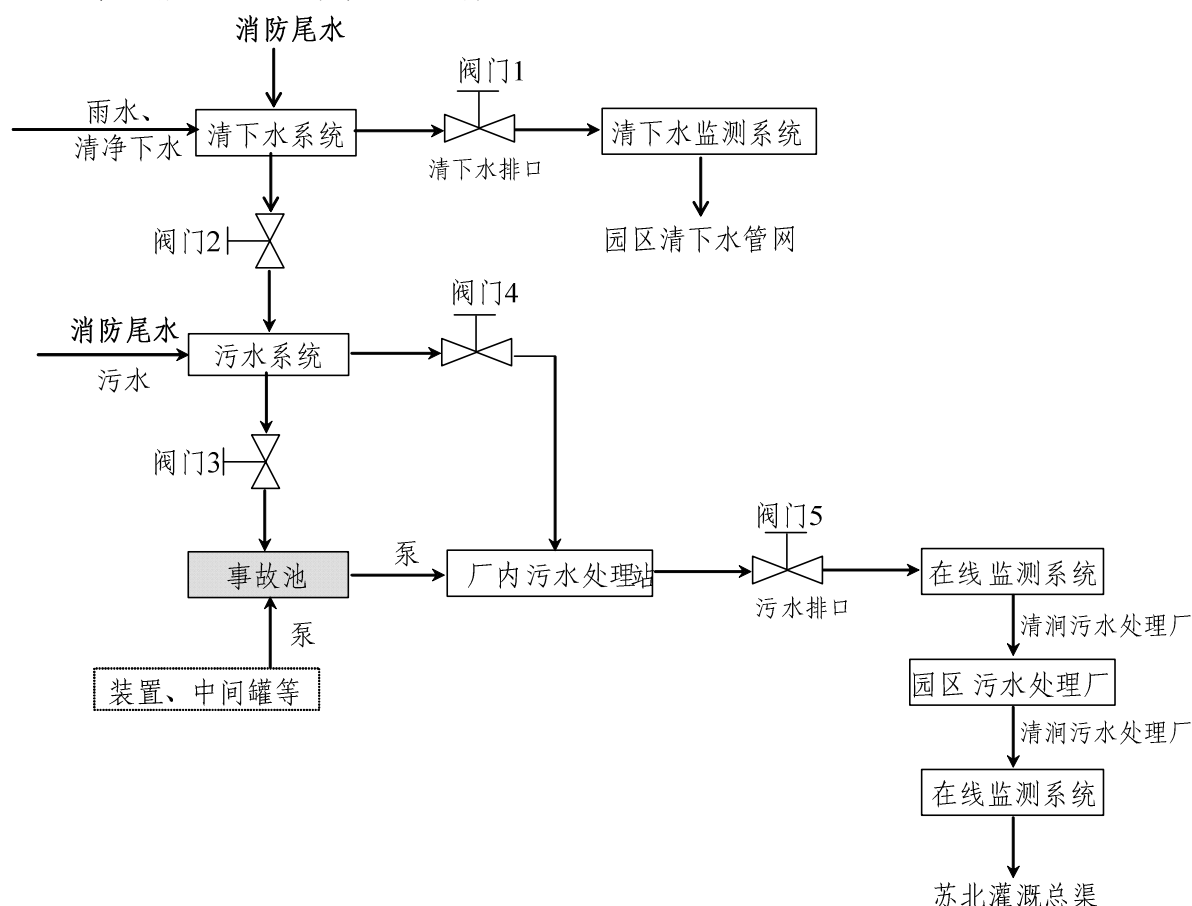 消防尾水
阀门1
雨水、
清净下水
清下水系统
清下水监测系统
清下水排口
阀门2
园区清下水管网
阀门4
消防尾水
污水
污水系统
阀门3
阀门5
事故池
泵
厂内污水处理站
污水排口
在线监测系统
泵
清涧污水处理厂
装置、中间罐等
园区 污水处理厂
清涧污水处理厂
在线监测系统
苏北灌溉总渠